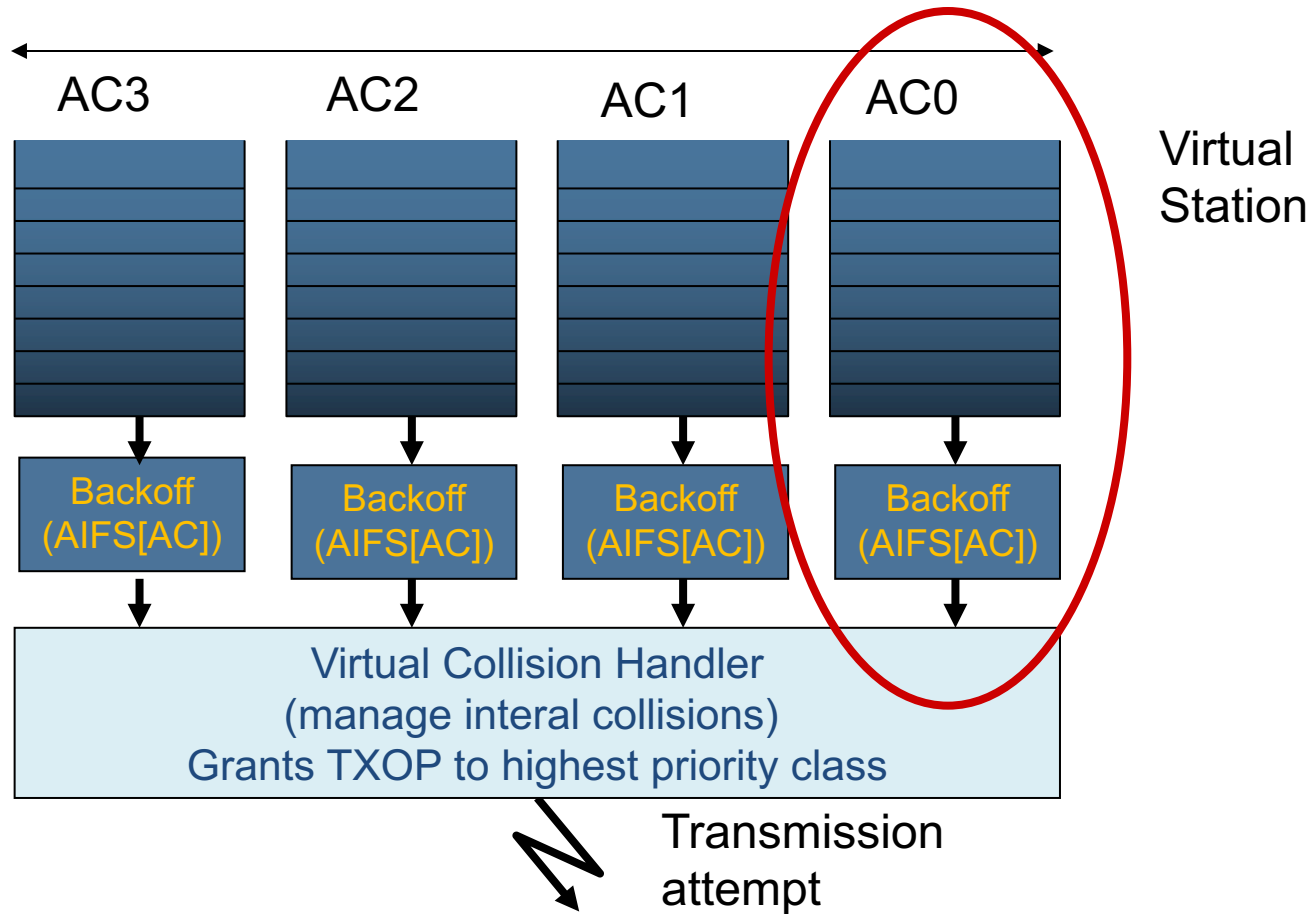 AC3
AC2
AC1
AC0
Virtual
Station
Backoff
(AIFS[AC])
Backoff
(AIFS[AC])
Backoff
(AIFS[AC])
Backoff
(AIFS[AC])
Virtual Collision Handler
(manage interal collisions)
Grants TXOP to highest priority class
Transmission
attempt